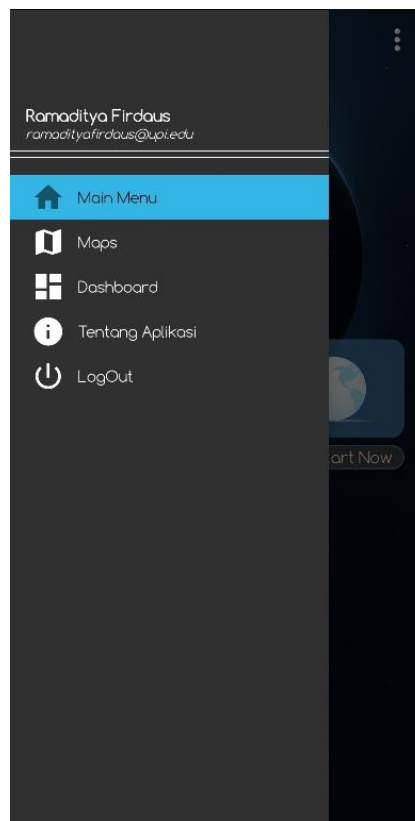 Ramaditya Firdaus
ramadityafirdaus@upi.edu
Main Menu
Maps
Dashboard
Tentang Aplikasi
LogOut
art Now